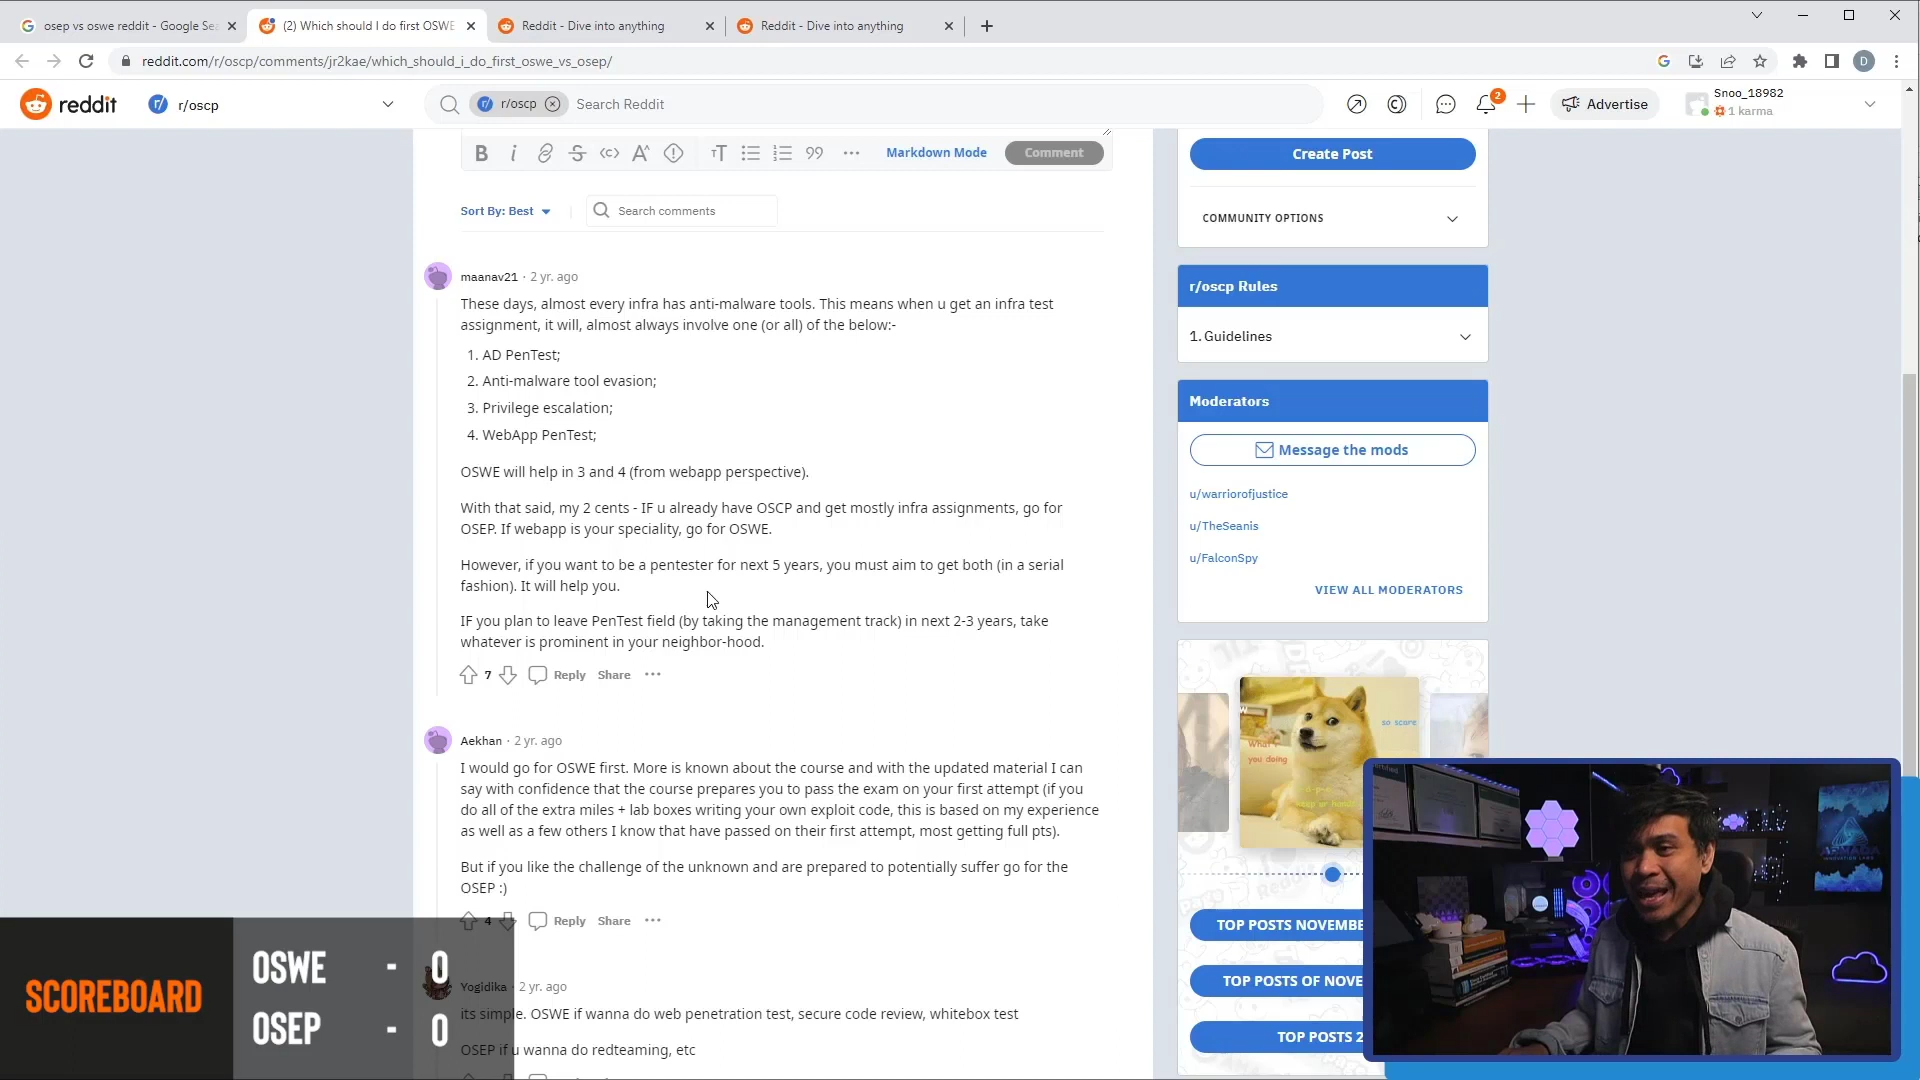 osep vs oswe reddit - Google Sea
(2) Which should I do first OSWE
Reddit - Dive into anything
Reddit - Dive into anything
reddit.com/r/oscp/comments/jr2kae/which_should_i_do_first_oswe_vs_osep/
D
reddit
r/oscp
r/oscp
Search Reddit
2
Advertise
Snoo_18982
1 karma
Markdown Mode
Comment
Sort By: Best
Search comments
maanav21 · 2 yr. ago
These days, almost every infra has anti-malware tools. This means when u get an infra test
assignment, it will, almost always involve one (or all) of the below:-
1. AD PenTest;
2. Anti-malware tool evasion;
3. Privilege escalation;
4. WebApp PenTest;
OSWE will help in 3 and 4 (from webapp perspective).
With that said, my 2 cents - IF u already have OSCP and get mostly infra assignments, go for
OSEP. If webapp is your speciality, go for OSWE.
However, if you want to be a pentester for next 5 years, you must aim to get both (in a serial
fashion). It will help you.
IF you plan to leave PenTest field (by taking the management track) in next 2-3 years, take
whatever is prominent in your neighbor-hood.
7
Reply
Share
Aekhan · 2 yr. ago
I would go for OSWE first. More is known about the course and with the updated material I can
say with confidence that the course prepares you to pass the exam on your first attempt (if you
do all of the extra miles + lab boxes writing your own exploit code, this is based on my experience
as well as a few others I know that have passed on their first attempt, most getting full pts).
But if you like the challenge of the unknown and are prepared to potentially suffer go for the
OSEP :)
4
Reply
Share
Yogidika · 2 yr. ago
its simple. OSWE if wanna do web penetration test, secure code review, whitebox test
OSEP if u wanna do redteaming, etc
Create Post
COMMUNITY OPTIONS
r/oscp Rules
1. Guidelines
Moderators
Message the mods
u/warriorofjustice
u/TheSeanis
u/FalconSpy
VIEW ALL MODERATORS
so score
you doing
TOP POSTS NOVEMBE
TOP POSTS OF NOVE
TOP POSTS 2
SCOREBOARD
OSWE - 0
OSEP - 0